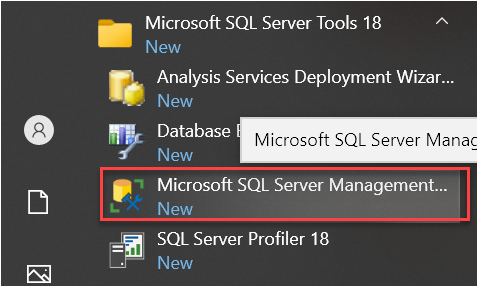 Microsoft SQL Server Tools 18
New
Analysis Services Deployment Wizar...
New
Database
Microsoft SQL Server Manag
New
Microsoft SQL Server Management...
New
SQL Server Profiler 18
New